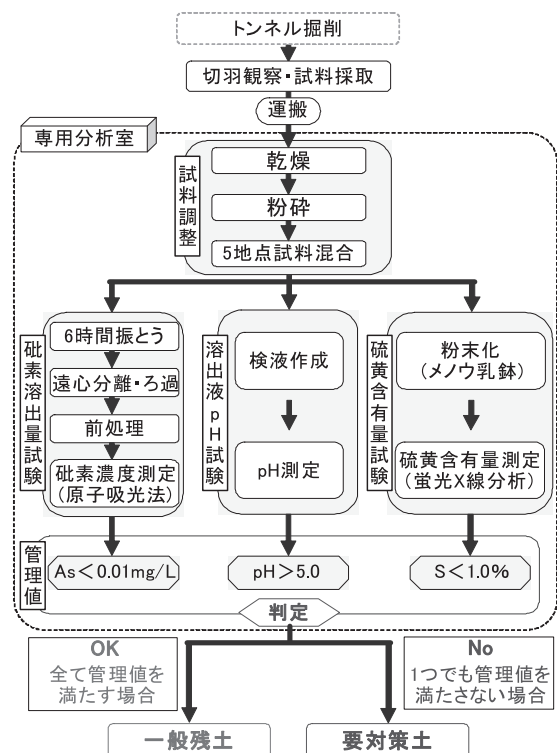 トンネル掘削
切羽観察・試料採取
運搬
専用分析室
試料調整
乾燥
粉砕
5地点試料混合
砒素溶出量試験
6時間振とう
遠心分離・ろ過
前処理
砒素濃度測定
(原子吸光法)
溶出液pH試験
検液作成
pH測定
硫黄含有量試験
粉末化
(メノウ乳鉢)
硫黄含有量測定
(蛍光X線分析)
管理値
As＜0.01mg/L
pH＞5.0
S＜1.0%
判定
OK
全て管理値を
満たす場合
No
1つでも管理値を
満たさない場合
一般残土
要対策土